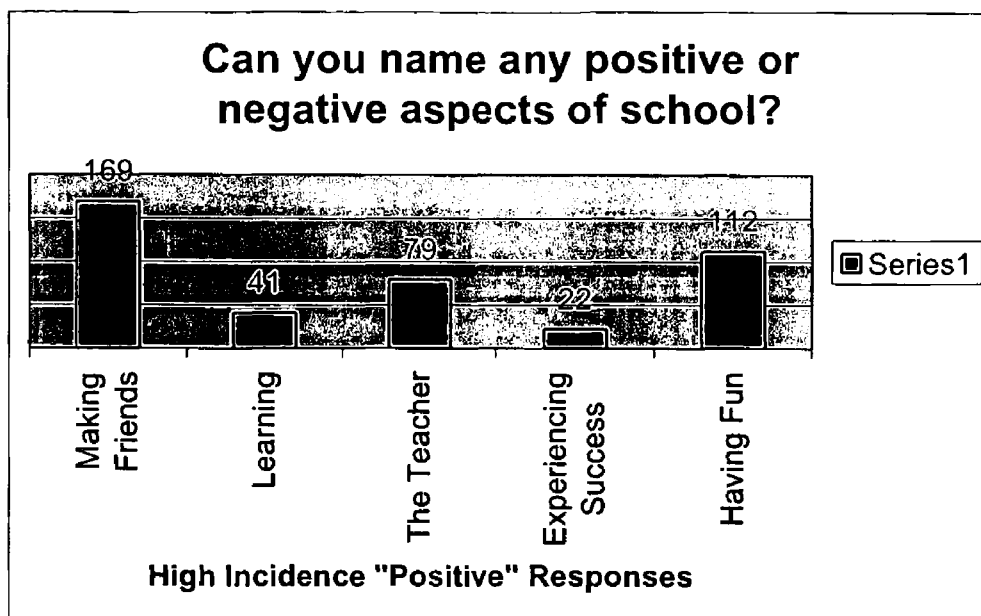 Can you name any positive or
negative aspects of school?
169
41
79
22
112
Series1
Making
Friends
Learning
The Teacher
Experiencing
Success
Having Fun
High Incidence "Positive" Responses